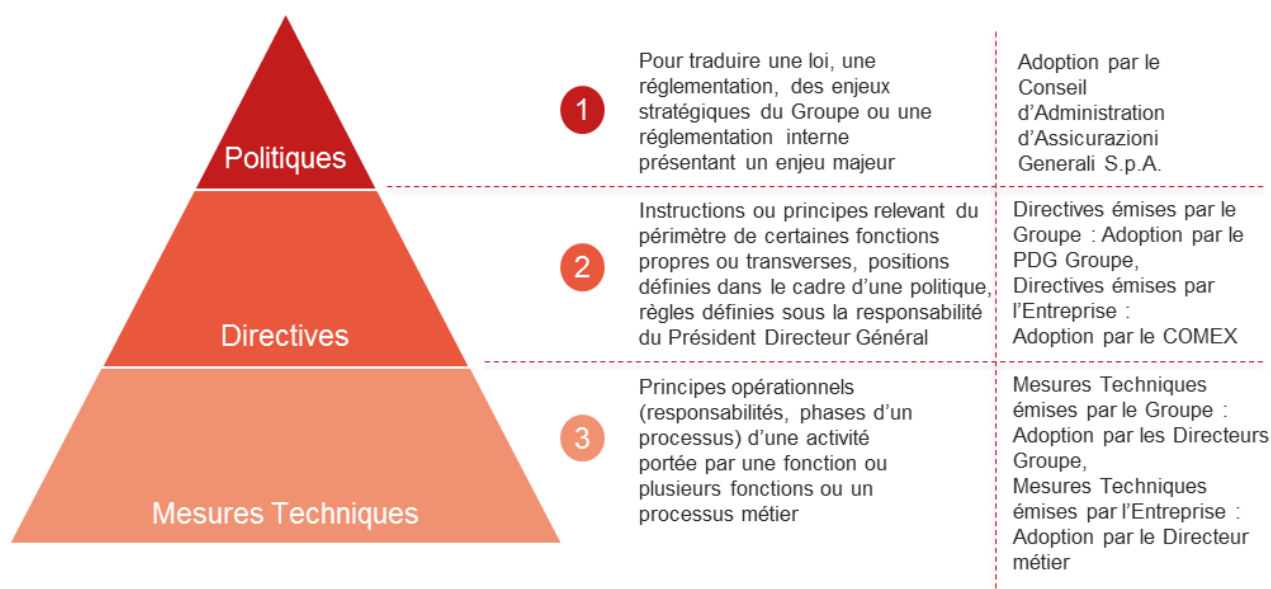 Politiques
1
Pour traduire une loi, une
réglementation, des enjeux
stratégiques du Groupe ou une
réglementation interne
présentant un enjeu majeur
Adoption par le
Conseil
d’Administration
d’Assicurazioni
Generali S.p.A.
Directives
2
Instructions ou principes relevant du
périmètre de certaines fonctions
propres ou transverses, positions
définies dans le cadre d’une politique,
règles définies sous la responsabilité
du Président Directeur Général
Directives émises par le
Groupe : Adoption par le
PDG Groupe,
Directives émises par
l’Entreprise :
Adoption par le COMEX
Mesures Techniques
3
Principes opérationnels
(responsabilités, phases d’un
processus) d’une activité
portée par une fonction ou
plusieurs fonctions ou un
processus métier
Mesures Techniques
émises par le Groupe :
Adoption par les Directeurs
Groupe,
Mesures Techniques
émises par l’Entreprise :
Adoption par le Directeur
métier